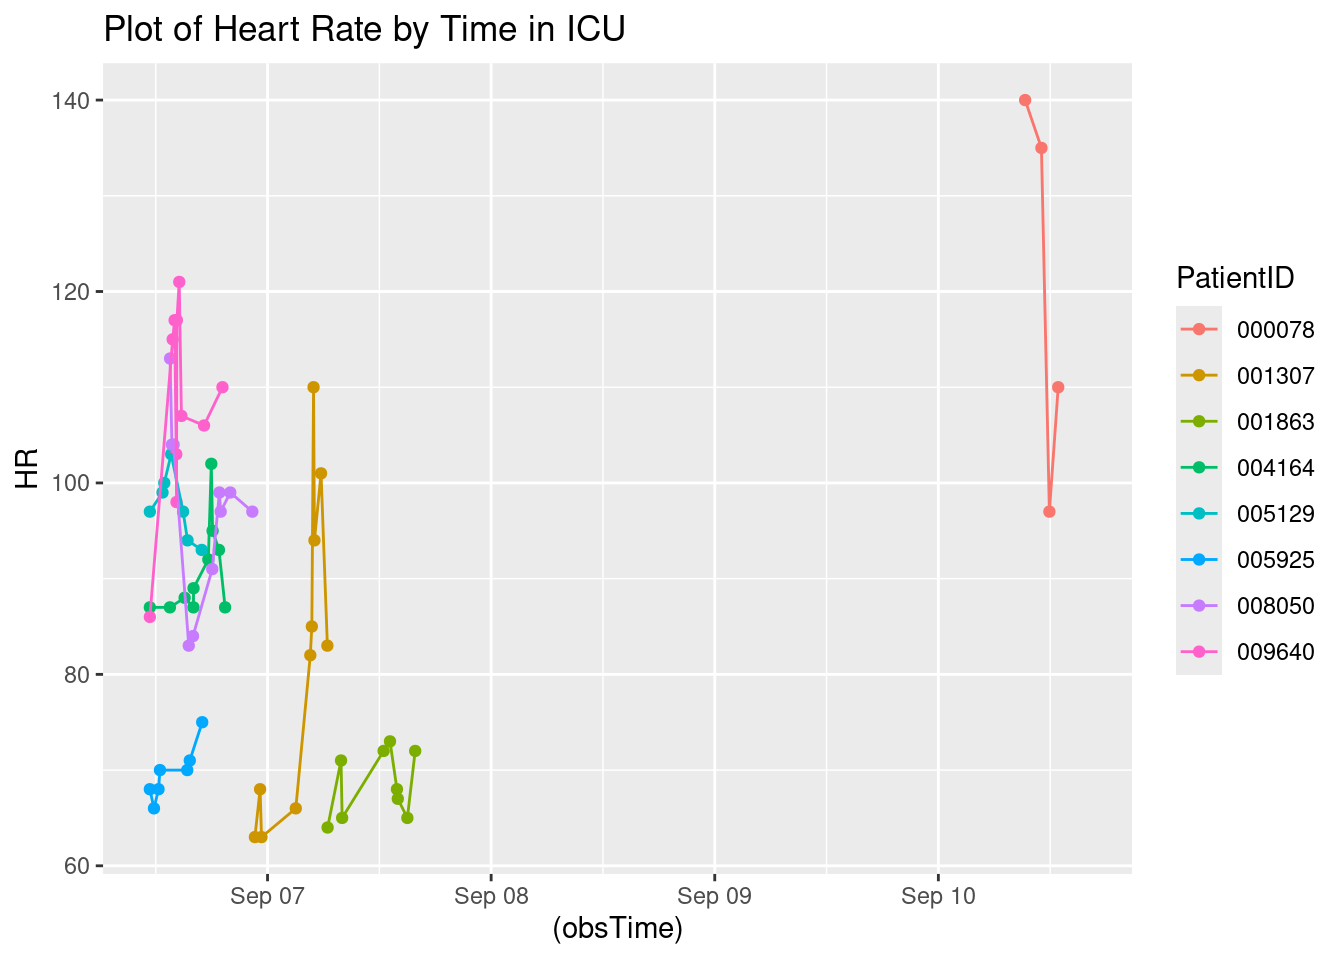 Plot of Heart Rate by Time in ICU
HR
140
120
100
80
60
Sep 07
Sep 08
Sep 09
Sep 10
(obsTime)
PatientID
000078
001307
001863
004164
005129
005925
008050
009640